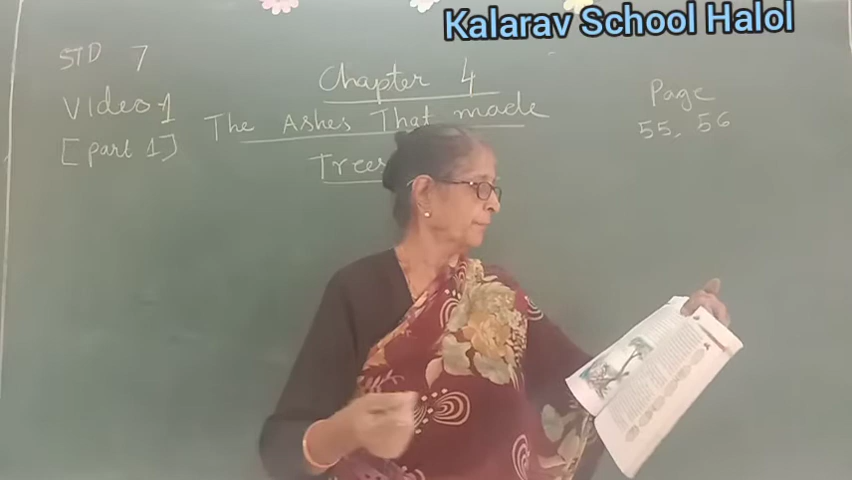 Kalarav School Halol
STD 7
Chapter 4
Page
Video-1
The Ashes That made
55, 56
[part 1]
Trees